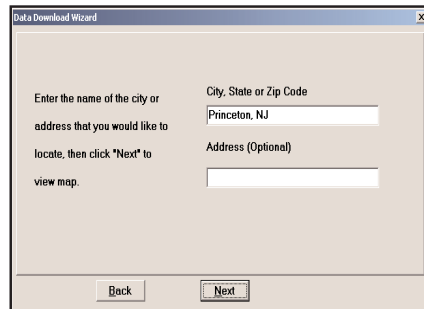 Data Download Wizard
X
Enter the name of the city or
address that you would like to
locate, then click "Next" to
view map.
City, State or Zip Code
Princeton, NJ
Address (Optional)
Back
Next